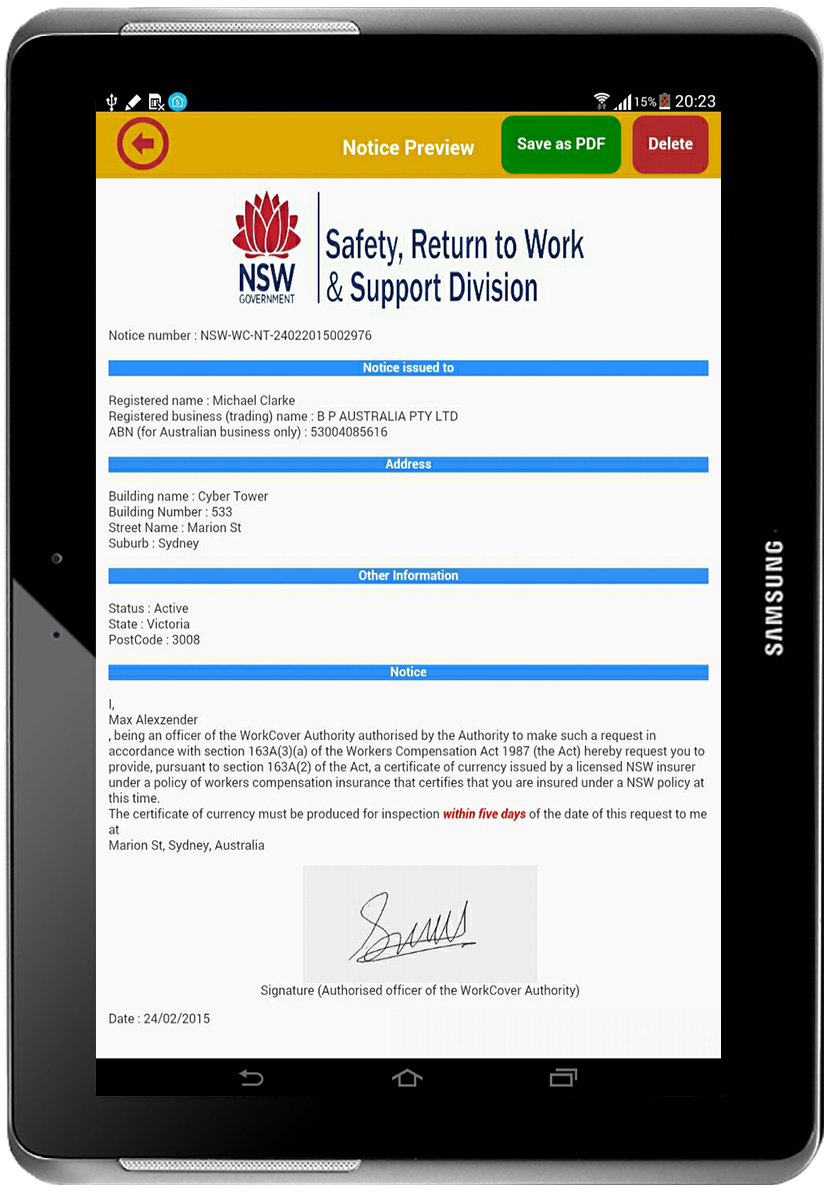 15% 20:23
Notice Preview
Save as PDF
Delete
NSW
GOVERNMENT
Safety, Return to Work
& Support Division
Notice number : NSW-WC-NT-24022015002976
Notice issued to
Registered name : Michael Clarke
Registered business (trading) name : B P AUSTRALIA PTY LTD
ABN (for Australian business only) : 53004085616
Address
Building name : Cyber Tower
Building Number : 533
Street Name : Marion St
Suburb : Sydney
Other Information
Status : Active
State : Victoria
PostCode : 3008
Notice
I,
Max Alexzender
, being an officer of the WorkCover Authority authorised by the Authority to make such a request in
accordance with section 163A(3)(a) of the Workers Compensation Act 1987 (the Act) hereby request you to
provide, pursuant to section 163A(2) of the Act, a certificate of currency issued by a licensed NSW insurer
under a policy of workers compensation insurance that certifies that you are insured under a NSW policy at
this time.
The certificate of currency must be produced for inspection within five days of the date of this request to me
at
Marion St, Sydney, Australia
Signature (Authorised officer of the WorkCover Authority)
Date : 24/02/2015
SAMSUNG